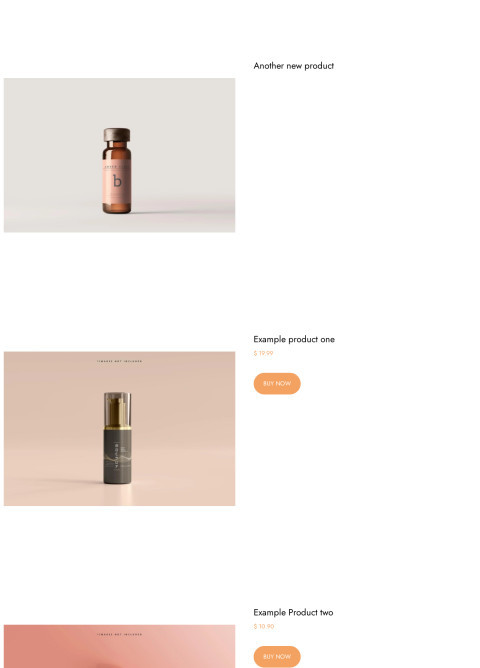 Another new product
b
Example product one
$ 19.99
*IMAGES NOT INCLUDED
BUY NOW
Example Product two
$ 10.90
*IMAGES NOT INCLUDED
BUY NOW